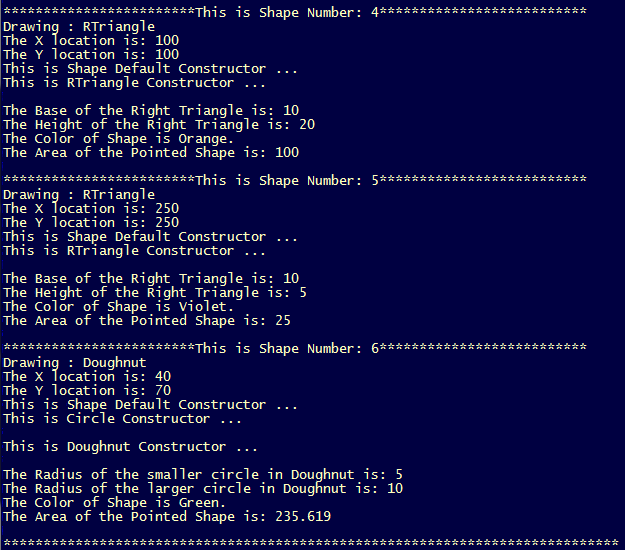 ************************This is Shape Number: 4**************************
Drawing : RTriangle
The X location is: 100
The Y location is: 100
This is Shape Default Constructor ...
This is RTriangle Constructor ...
The Base of the Right Triangle is: 10
The Height of the Right Triangle is: 20
The Color of Shape is Orange.
The Area of the Pointed Shape is: 100
************************This is Shape Number: 5**************************
Drawing : RTriangle
The X location is: 250
The Y location is: 250
This is Shape Default Constructor ...
This is RTriangle Constructor ...
The Base of the Right Triangle is: 10
The Height of the Right Triangle is: 5
The Color of Shape is Violet.
The Area of the Pointed Shape is: 25
************************This is Shape Number: 6**************************
Drawing : Doughnut
The X location is: 40
The Y location is: 70
This is Shape Default Constructor ...
This is Circle Constructor ...
This is Doughnut Constructor ...
The Radius of the smaller circle in Doughnut is: 5
The Radius of the larger circle in Doughnut is: 10
The Color of Shape is Green.
The Area of the Pointed Shape is: 235.619
*****************************************************************************